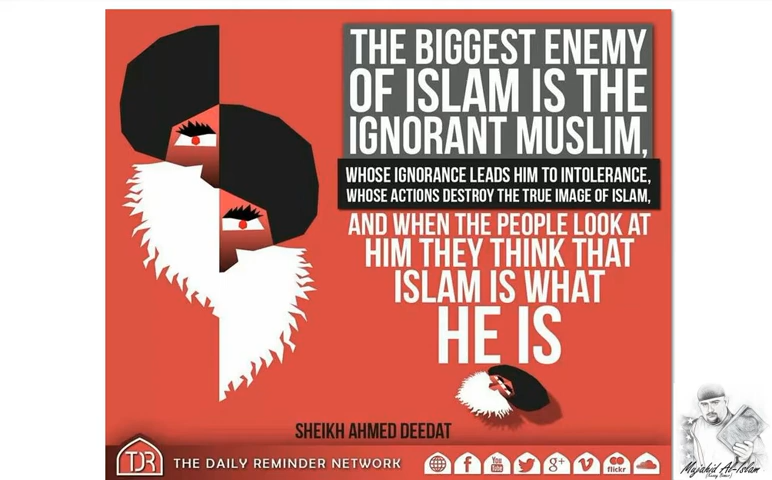 THE BIGGEST ENEMY
OF ISLAM IS THE
IGNORANT MUSLIM,
WHOSE IGNORANCE LEADS HIM TO INTOLERANCE,
WHOSE ACTIONS DESTROY THE TRUE IMAGE OF ISLAM,
AND WHEN THE PEOPLE LOOK AT
HIM THEY THINK THAT
ISLAM IS WHAT
HE IS
SHEIKH AHMED DEEDAT
TDR THE DAILY REMINDER NETWORK
You Tube
g+
flickr
Mujahid Al-Islam